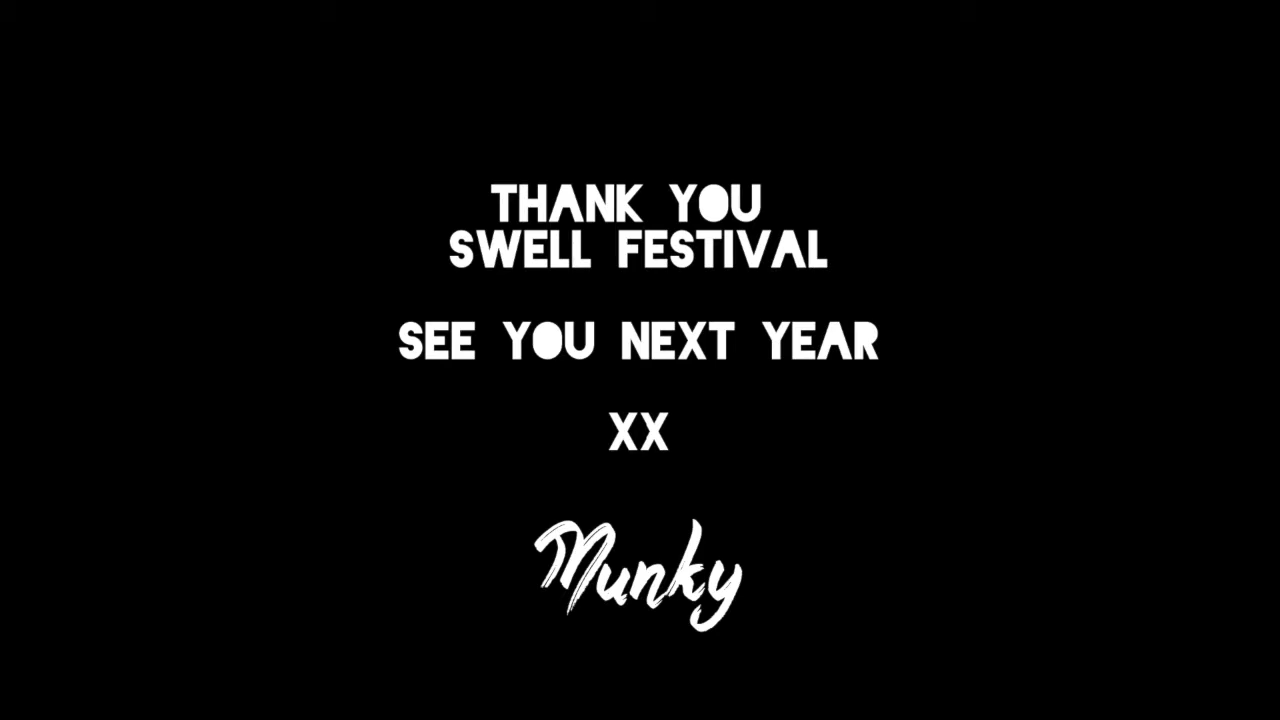 THANK YOU
SWELL FESTIVAL
SEE YOU NEXT YEAR
XX
Munky